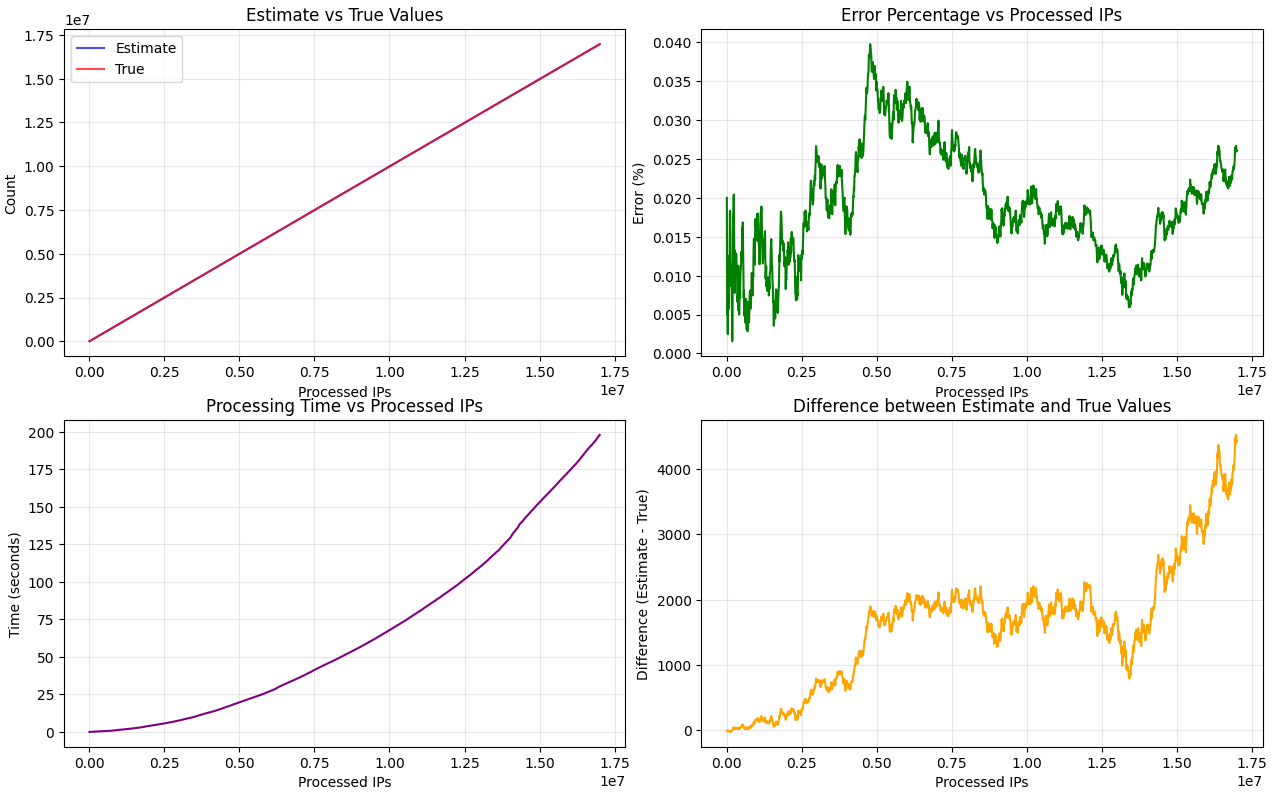 Estimate vs True Values
1e7
Estimate
True
Count
17.5
1.75
1.50
1.25
1.00
0.75
0.50
0.25
0.00
0.00 0.25 0.50 0.75 1.00 1.25 1.50 1.75
Processed IPs
1e7
Error Percentage vs Processed IPs
Error (%)
0.040
0.035
0.030
0.025
0.020
0.015
0.010
0.005
0.000
0.00 0.25 0.50 0.75 1.00 1.25 1.50 1.75
Processed IPs
1e7
Processing Time vs Processed IPs
Time (seconds)
200
175
150
125
100
75
50
25
0
0.00 0.25 0.50 0.75 1.00 1.25 1.50 1.75
Processed IPs
1e7
Difference between Estimate and True Values
Difference (Estimate - True)
4000
3000
2000
1000
0
0.00 0.25 0.50 0.75 1.00 1.25 1.50 1.75
Processed IPs
1e7